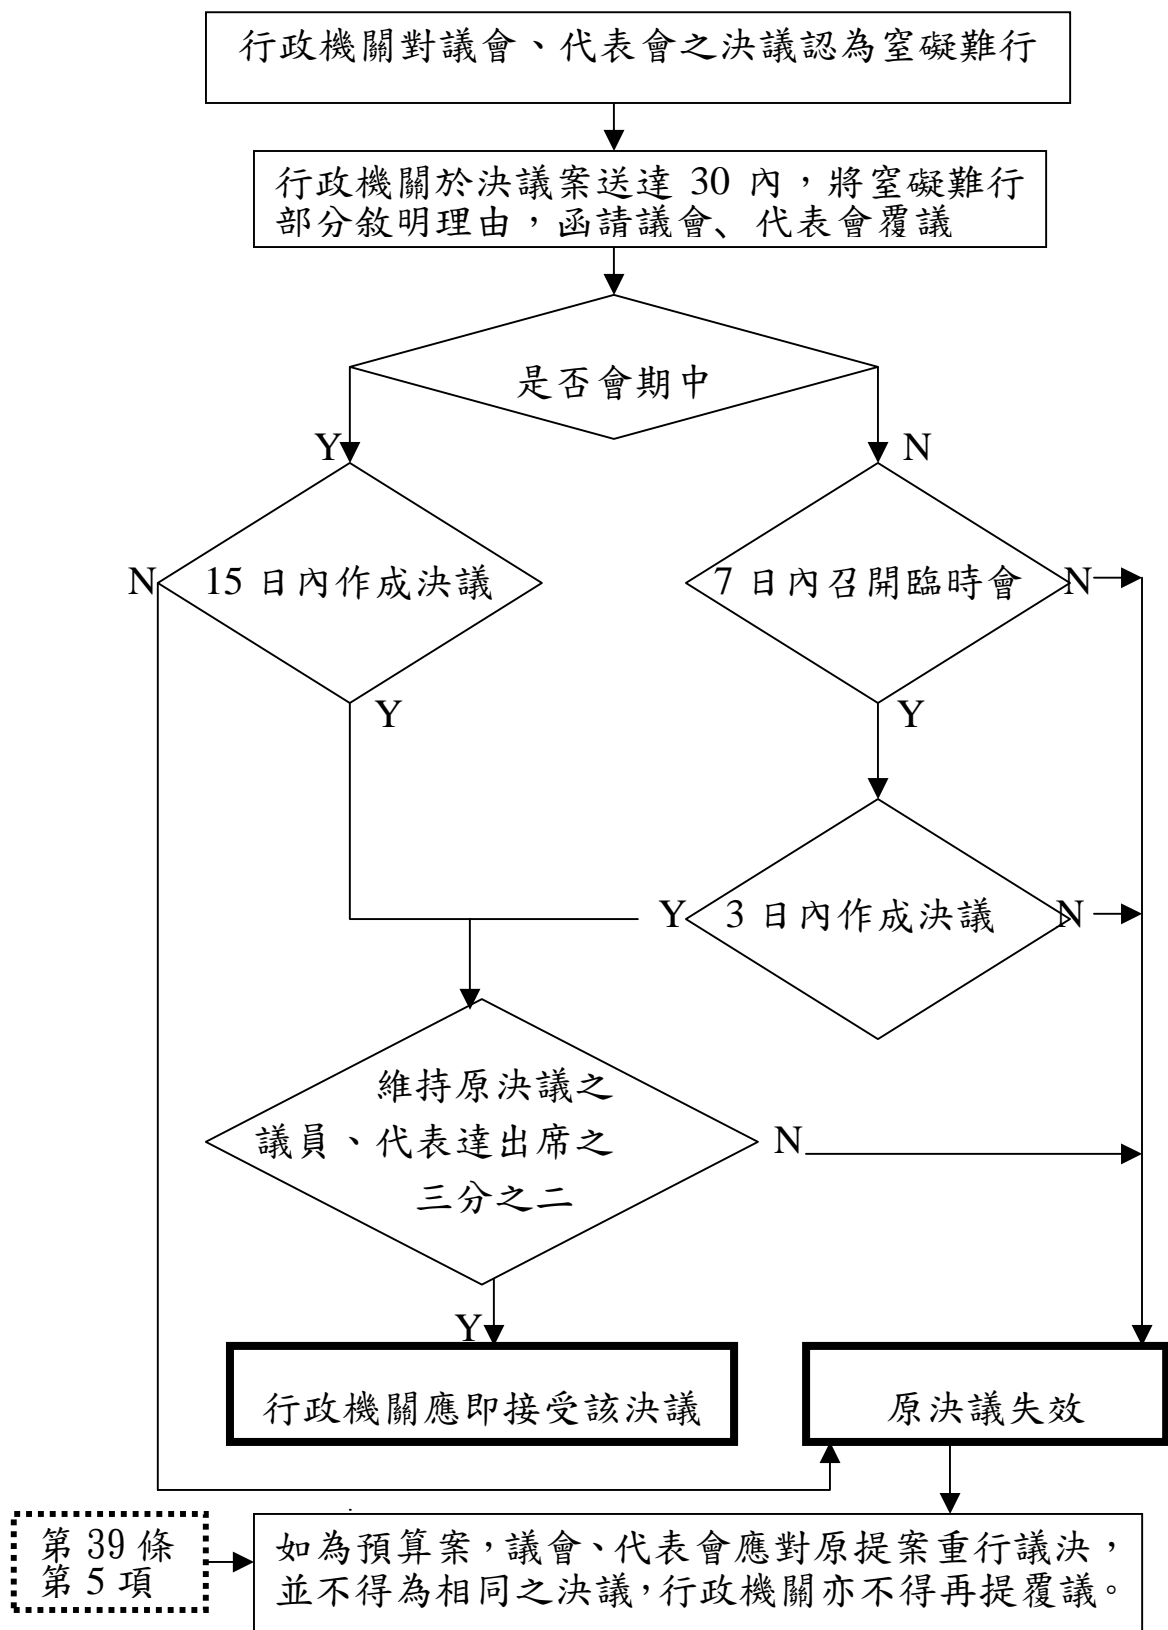 行政機關對議會、代表會之決議認為窒礙難行
行政機關於決議案送達 30 內，將窒礙難行
部分敘明理由，函請議會、代表會覆議
是否會期中
Y
N
N
15 日內作成決議
7 日內召開臨時會
N
Y
Y
Y
3 日內作成決議
N
維持原決議之
議員、代表達出席之
三分之二
N
Y
行政機關應即接受該決議
原決議失效
第 39 條
第 5 項
如為預算案，議會、代表會應對原提案重行議決，
並不得為相同之決議，行政機關亦不得再提覆議。